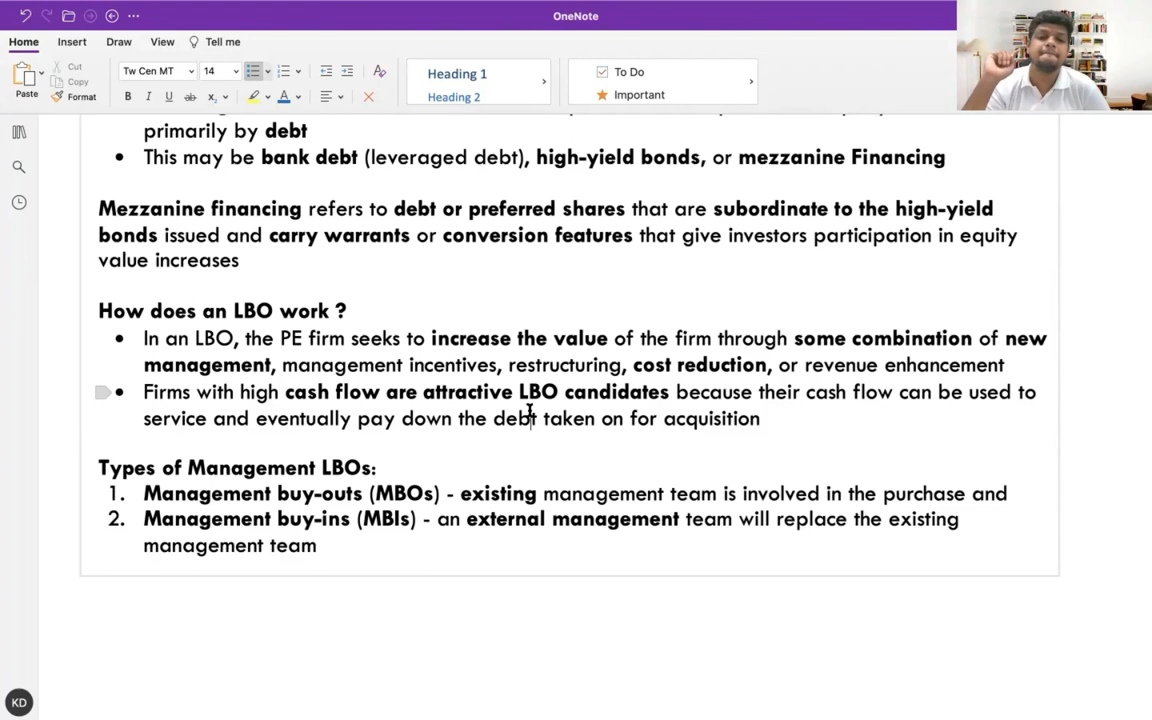 OneNote
Home Insert Draw View Tell me
Cut
Copy
Paste Format
Tw Cen MT 14
B I U ab X₂ A
Heading 1
Heading 2
To Do
Important
primarily by debt
• This may be bank debt (leveraged debt), high-yield bonds, or mezzanine Financing
Mezzanine financing refers to debt or preferred shares that are subordinate to the high-yield
bonds issued and carry warrants or conversion features that give investors participation in equity
value increases
How does an LBO work ?
• In an LBO, the PE firm seeks to increase the value of the firm through some combination of new
management, management incentives, restructuring, cost reduction, or revenue enhancement
• Firms with high cash flow are attractive LBO candidates because their cash flow can be used to
service and eventually pay down the debt taken on for acquisition
Types of Management LBOs:
1. Management buy-outs (MBOs) - existing management team is involved in the purchase and
2. Management buy-ins (MBIs) - an external management team will replace the existing
management team
KD